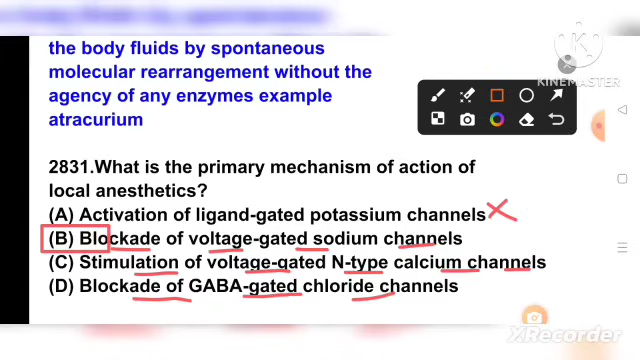 the body fluids by spontaneous
molecular rearrangement without the
agency of any enzymes example
atracurium
KINEMASTER
2831.What is the primary mechanism of action of
local anesthetics?
(A) Activation of ligand-gated potassium channels
(B) Blockade of voltage-gated sodium channels
(C) Stimulation of voltage-gated N-type calcium channels
(D) Blockade of GABA-gated chloride channels
XRecorder